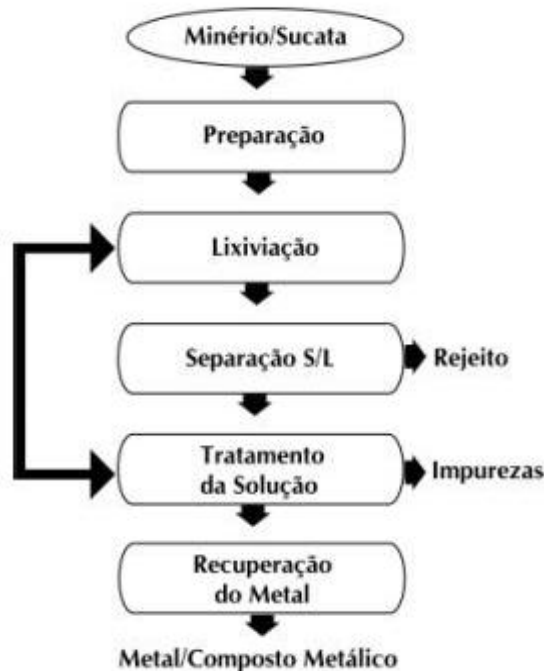 Minério/Sucata
Preparação
Lixiviação
Separação S/L
Rejeito
Tratamento
da Solução
Impurezas
Recuperação
do Metal
Metal/Composto Metálico